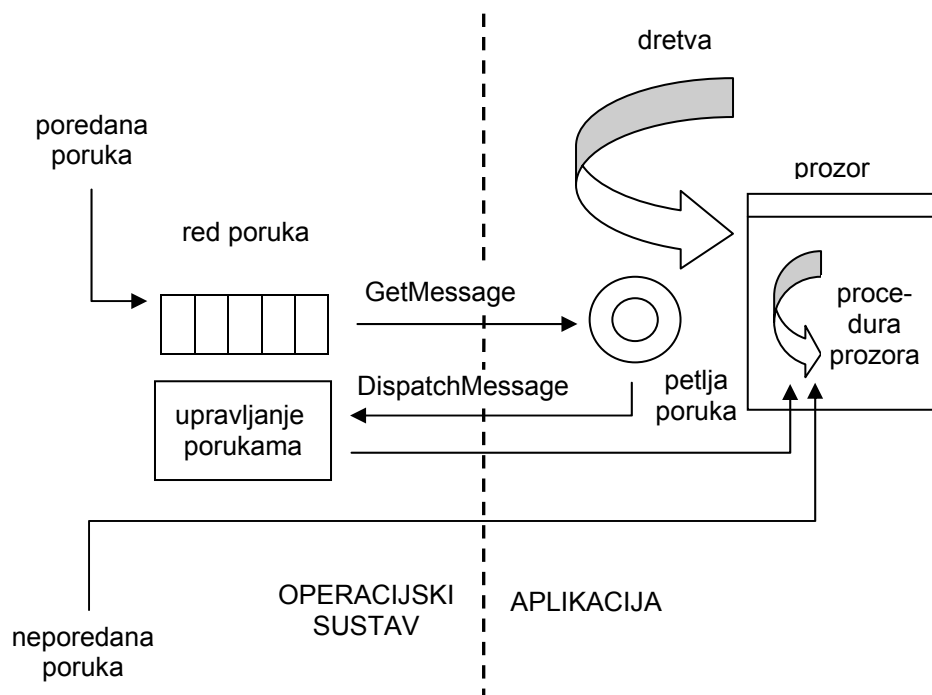 dretva
poredana
poruka
prozor
red poruka
GetMessage
proce-
dura
prozora
DispatchMessage
petlja
poruka
upravljanje
porukama
OPERACIJSKI
SUSTAV
APLIKACIJA
neporedana
poruka